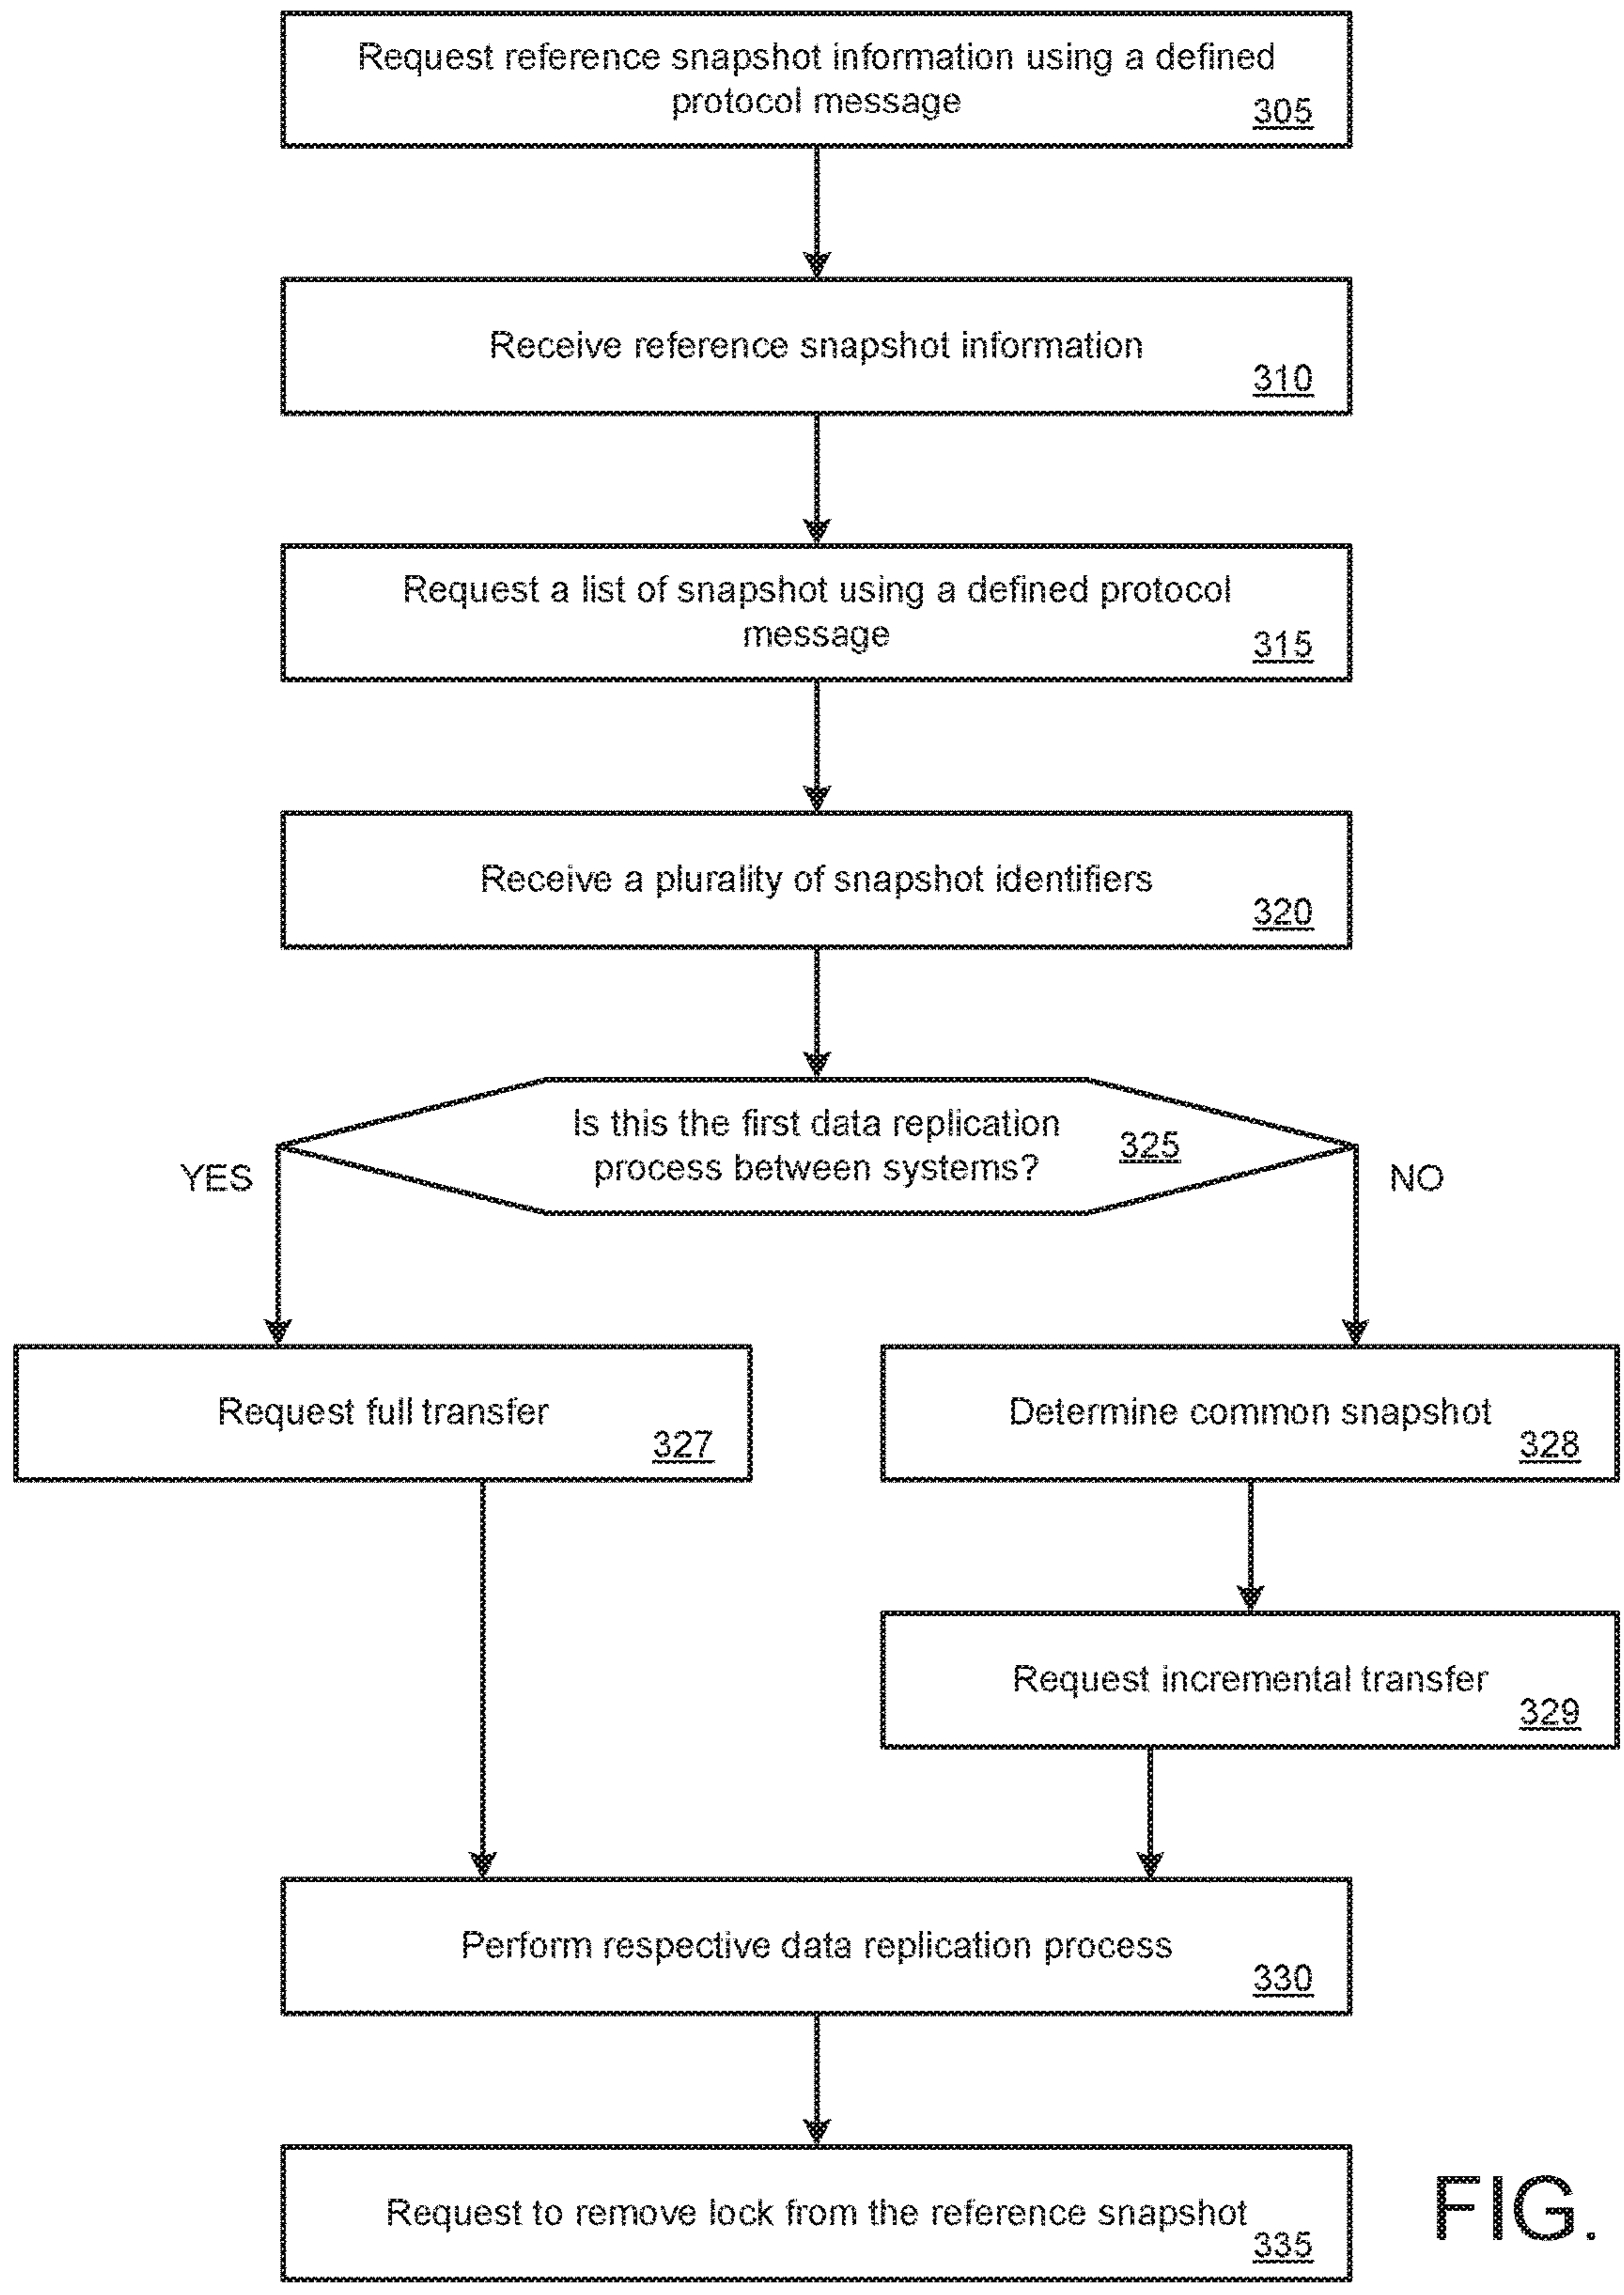 Request reference snapshot information using a defined
protocol message
305
Receive reference snapshot information
310
Request a list of snapshot using a defined protocol
message
315
Receive a plurality of snapshot identifiers
320
Is this the first data replication
process between systems?
325
YES
NO
Request full transfer
327
Determine common snapshot
328
Request incremental transfer
329
Perform respective data replication process
330
Request to remove lock from the reference snapshot
335
FIG.